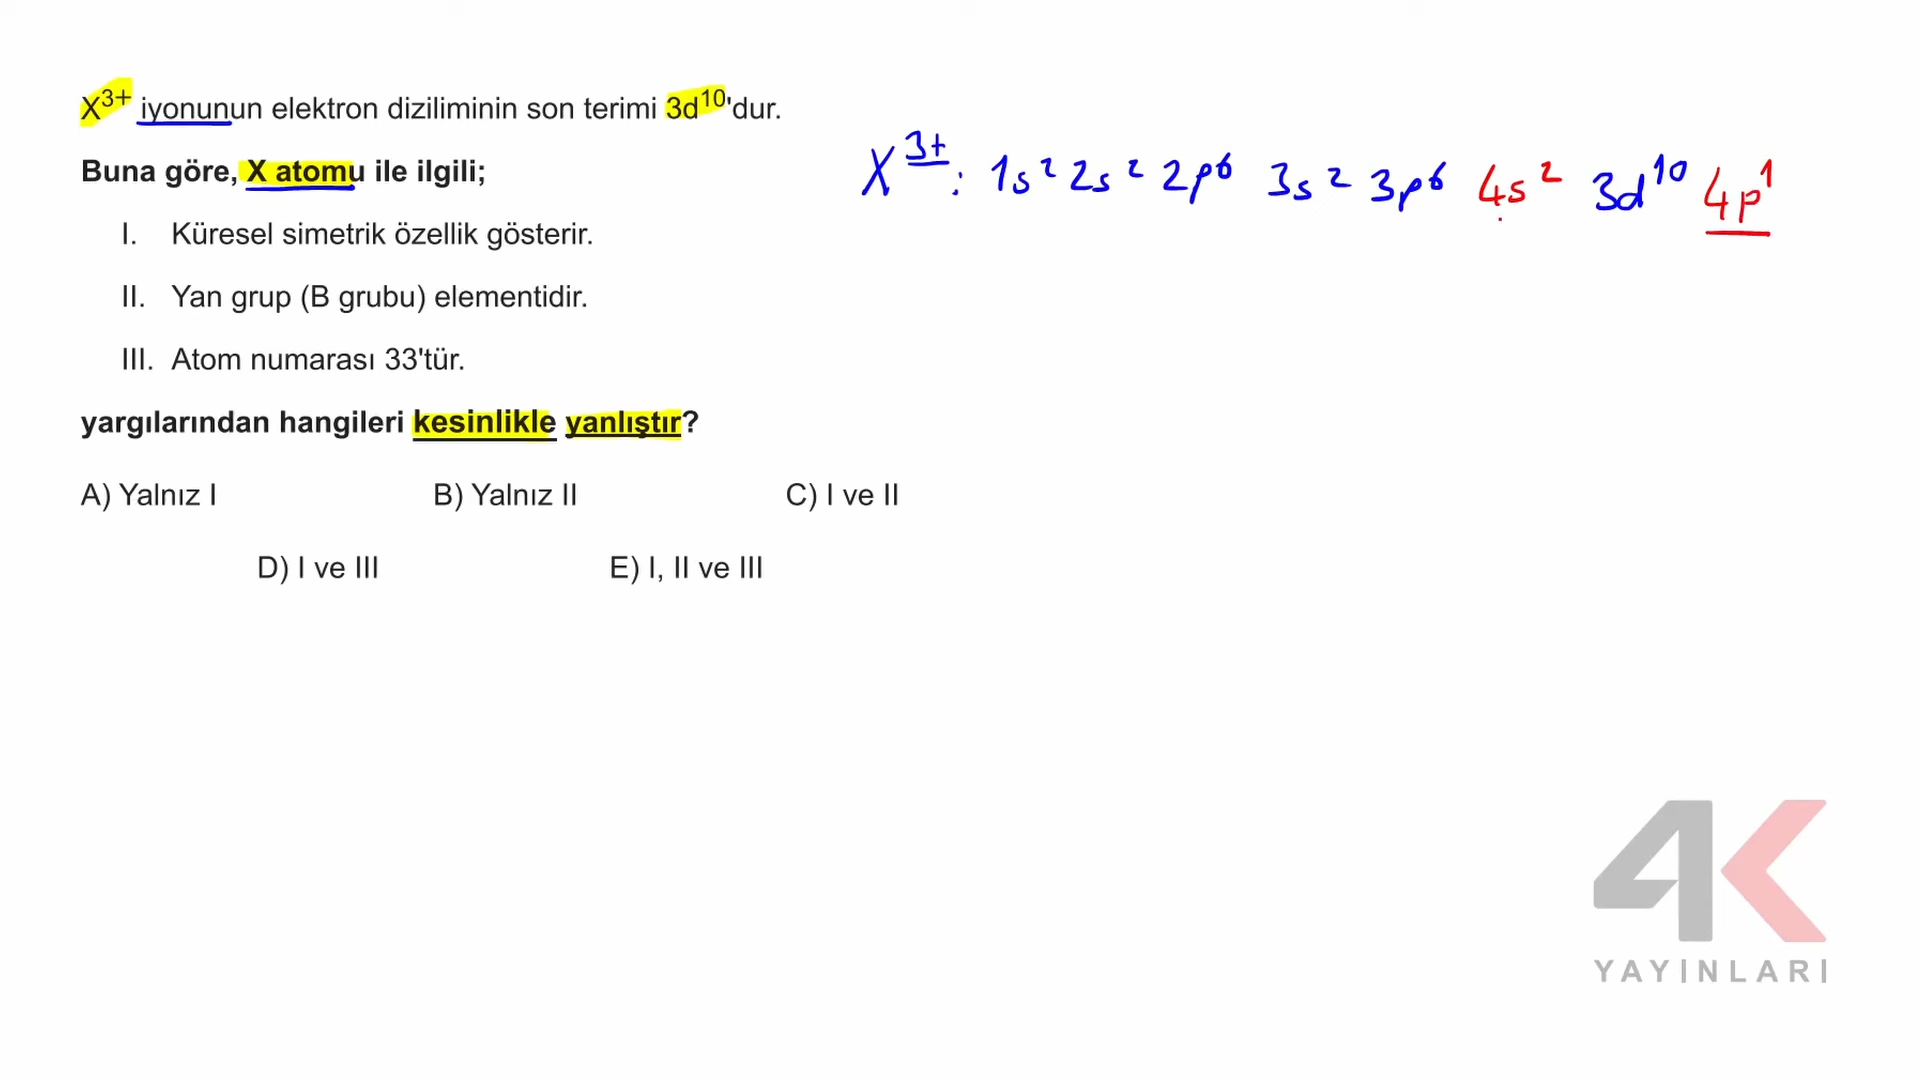 X³⁺ iyonunun elektron diziliminin son terimi 3d¹⁰'dur.
Buna göre, X atomu ile ilgili;
I. Küresel simetrik özellik gösterir.
II. Yan grup (B grubu) elementidir.
III. Atom numarası 33'tür.
yargılarından hangileri kesinlikle yanlıştır?
A) Yalnız I B) Yalnız II C) I ve II
D) I ve III E) I, II ve III
X³⁺: 1s² 2s² 2p⁶ 3s² 3p⁶ 4s² 3d¹⁰ 4p¹
4K
YAYINLARI